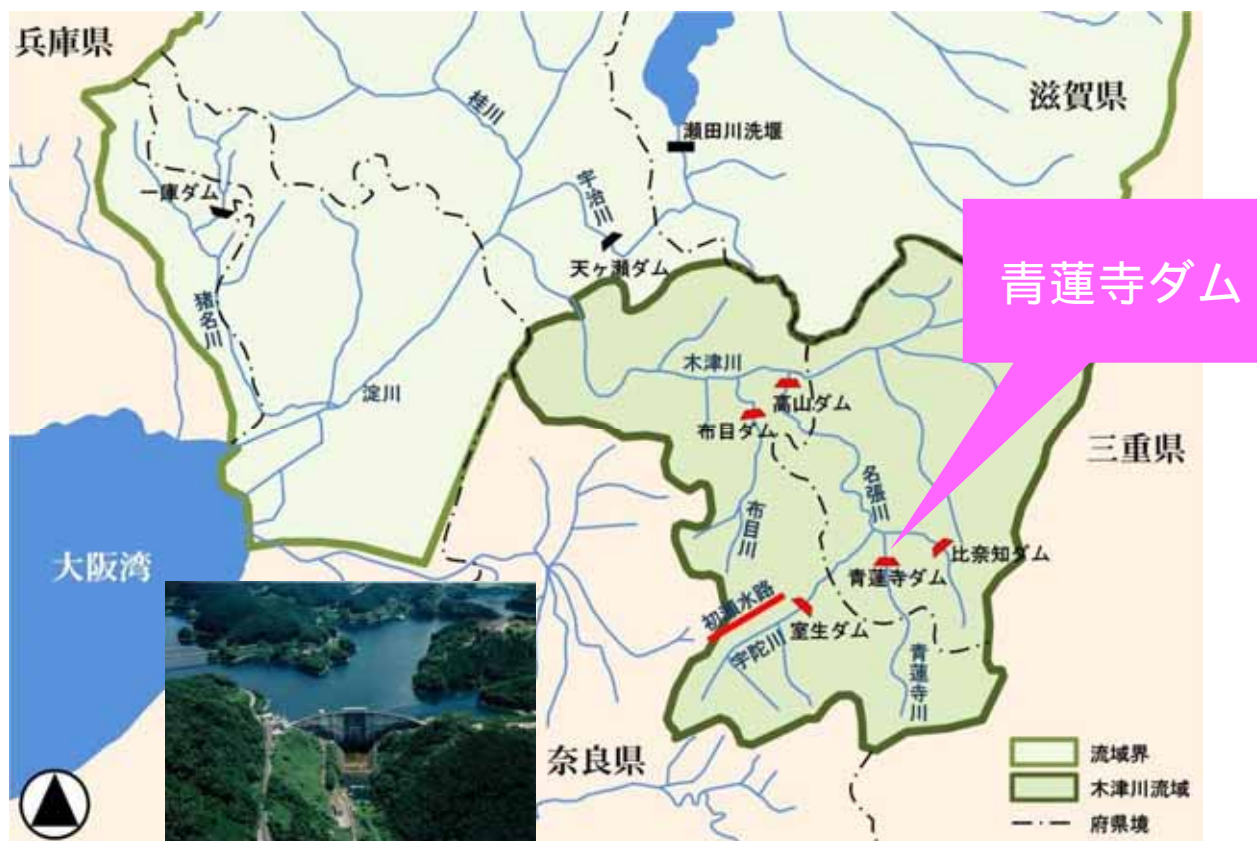 兵庫県
滋賀県
桂川
瀬田川洗堰
一庫ダム
宇治川
天ヶ瀬ダム
青蓮寺ダム
猪名川
淀川
木津川
高山ダム
布目ダム
三重県
名張川
布目川
大阪湾
比奈知ダム
青蓮寺ダム
初瀬水路
室生ダム
宇陀川
青蓮寺川
奈良県
流域界
木津川流域
府県境